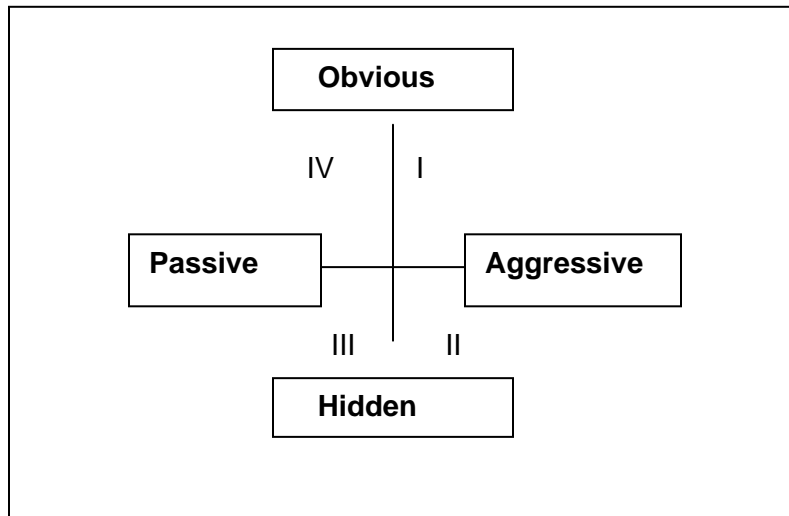 Obvious
IV I
Passive Aggressive
III II
Hidden